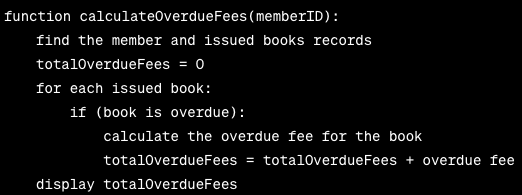 function calculateOverdueFees(memberID):
    find the member and issued books records
    totalOverdueFees = 0
    for each issued book:
        if (book is overdue):
            calculate the overdue fee for the book
            totalOverdueFees = totalOverdueFees + overdue fee
    display totalOverdueFees